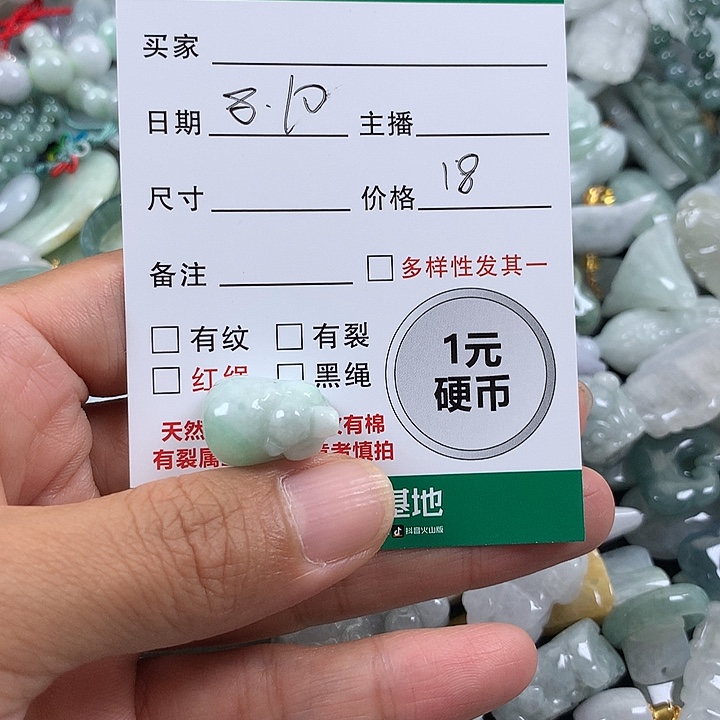 买家
日期 8.10 主播
尺寸 价格 18
备注 多样性发其一
有纹 有裂
红绳 黑绳
1元
硬币
天然 有棉
有裂属 者慎拍
基地
抖音火山版